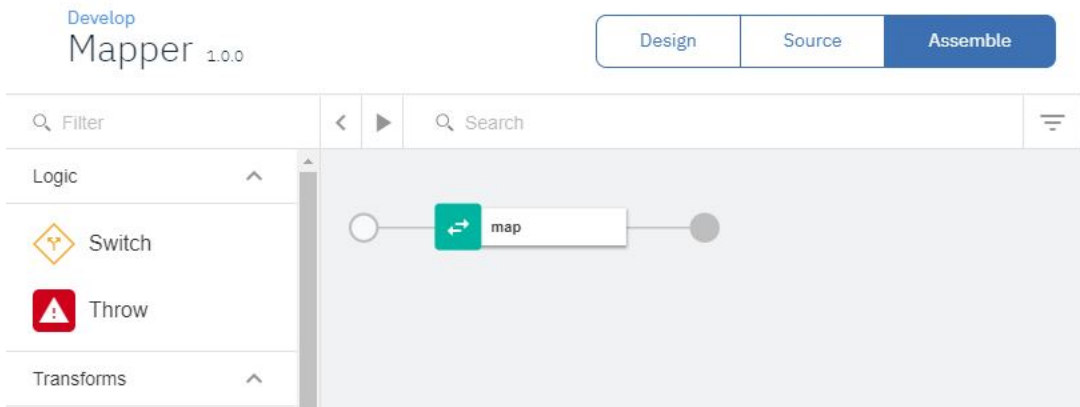 Develop
Mapper 1.0.0
Design Source Assemble
Filter
Search
Logic
map
Switch
Throw
Transforms